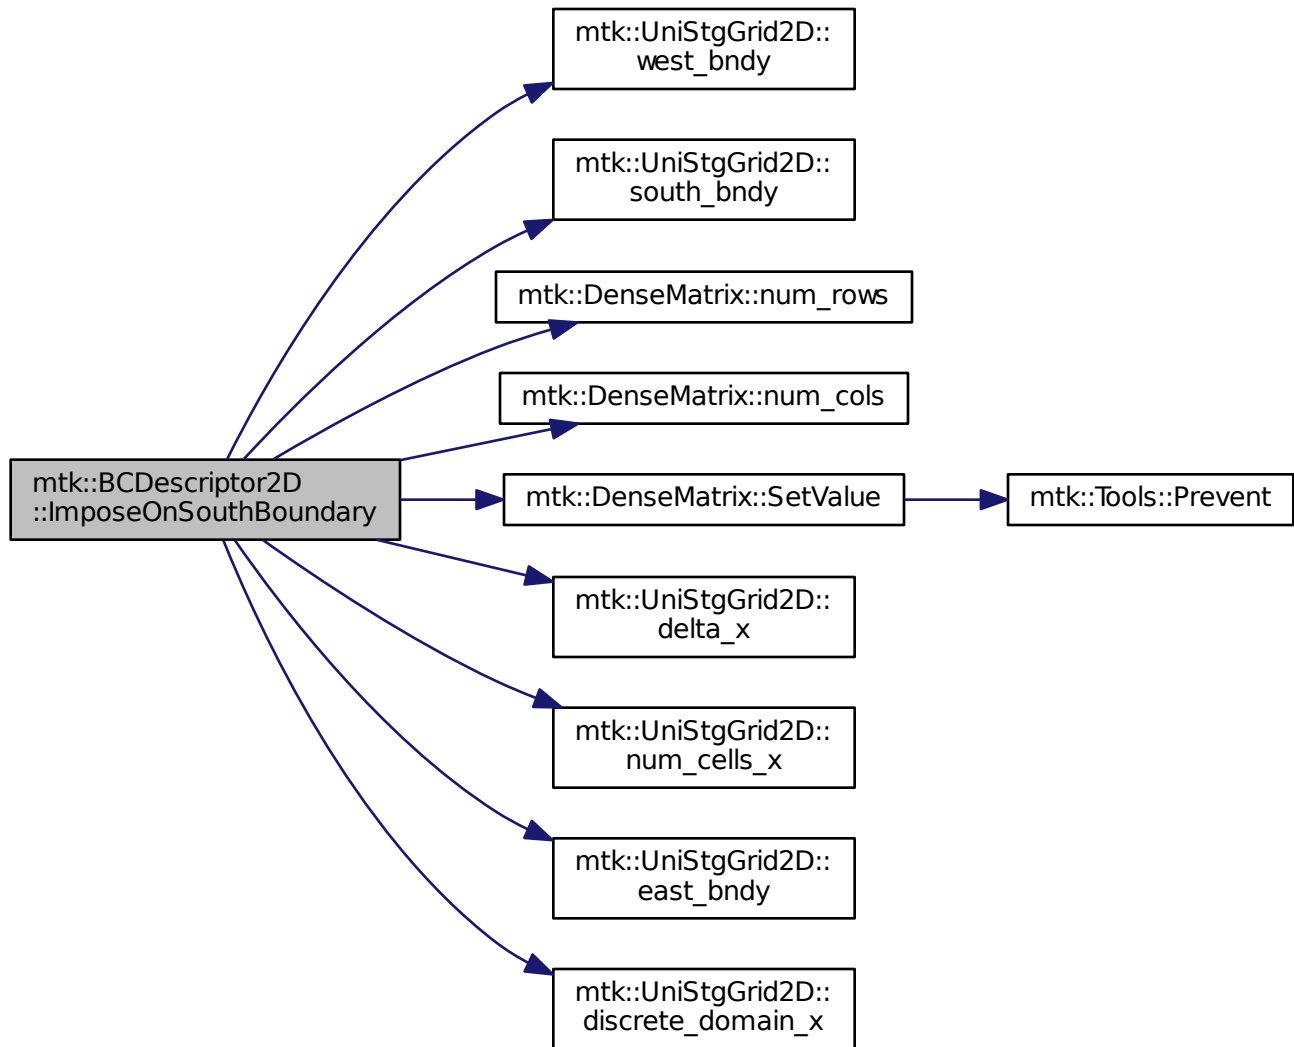 mtk::UniStgGrid2D::
west_bndy
mtk::UniStgGrid2D::
south_bndy
mtk::DenseMatrix::num_rows
mtk::DenseMatrix::num_cols
mtk::BCDescriptor2D
::ImposeOnSouthBoundary
mtk::DenseMatrix::SetValue
mtk::Tools::Prevent
mtk::UniStgGrid2D::
delta_x
mtk::UniStgGrid2D::
num_cells_x
mtk::UniStgGrid2D::
east_bndy
mtk::UniStgGrid2D::
discrete_domain_x